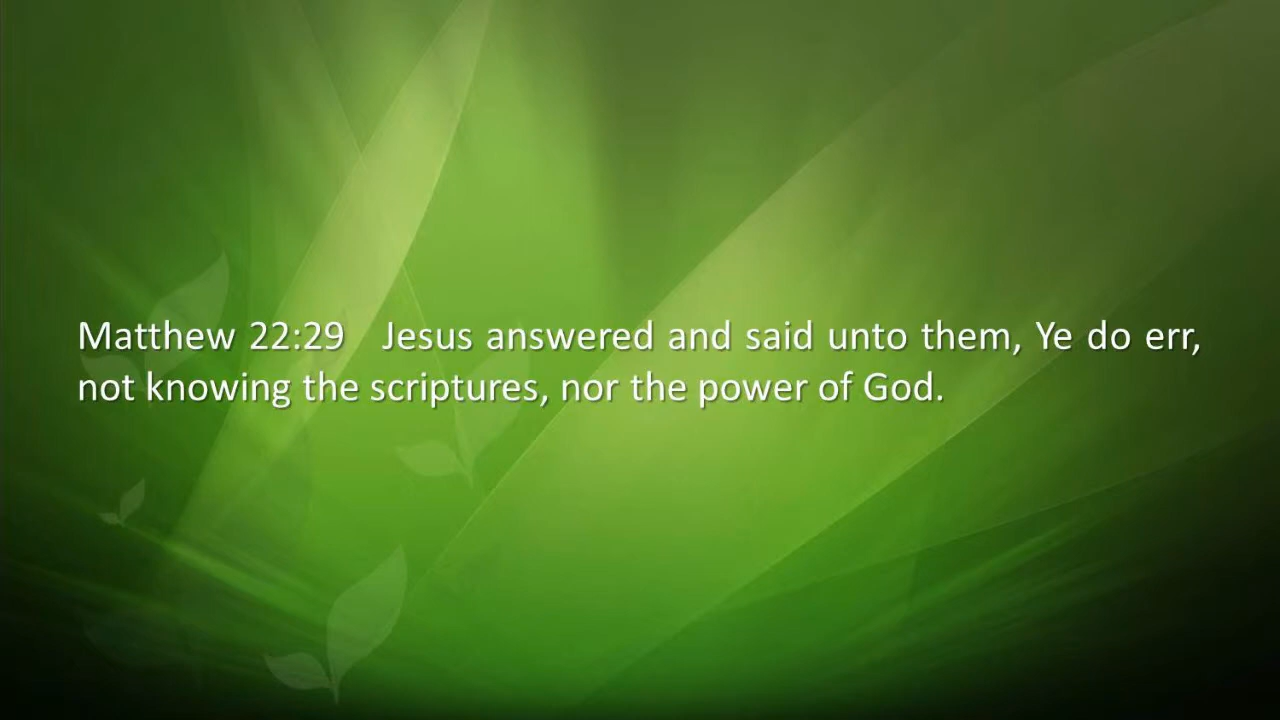 Matthew 22:29   Jesus answered and said unto them, Ye do err,
not knowing the scriptures, nor the power of God.